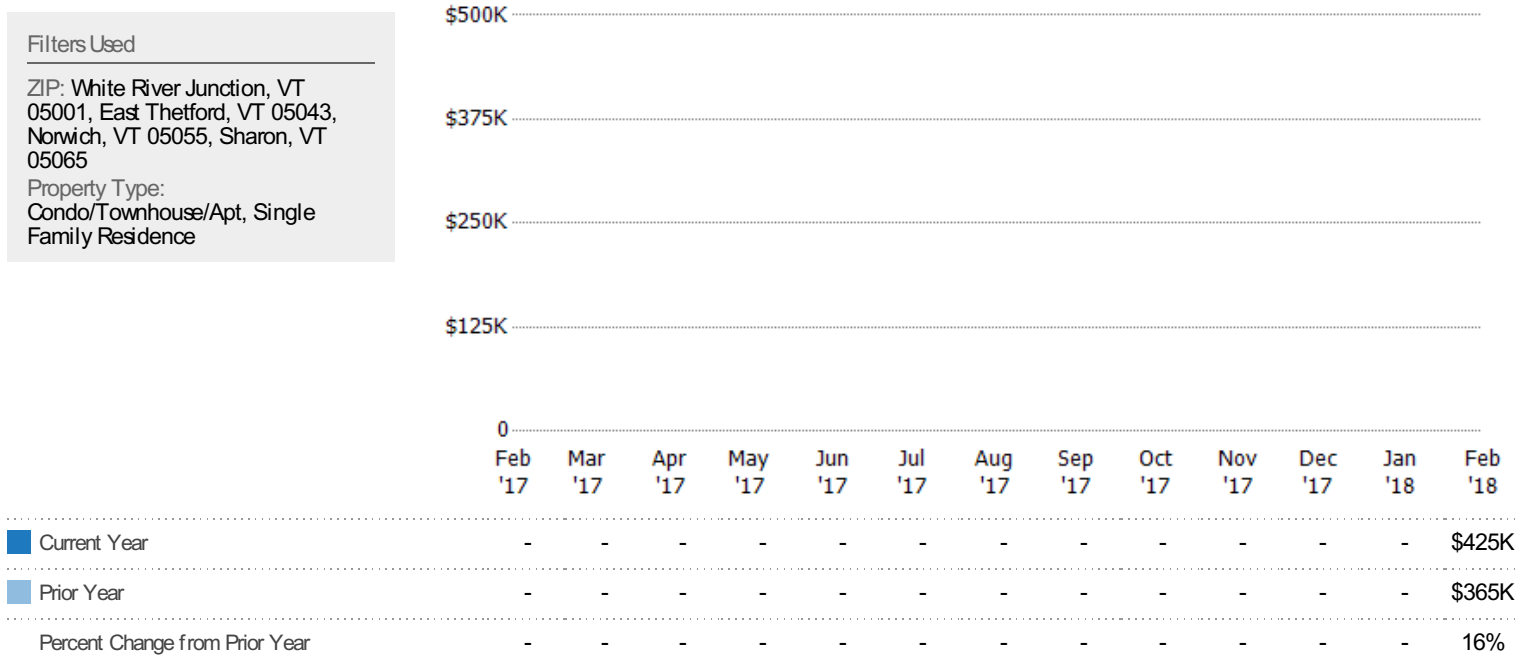 Filters Used
ZIP: White River Junction, VT
05001, East Thetford, VT 05043,
Norwich, VT 05055, Sharon, VT
05065
Property Type:
Condo/Townhouse/Apt, Single
Family Residence
$500K
$375K
$250K
$125K
0
Feb Mar Apr May Jun Jul Aug Sep Oct Nov Dec Jan Feb
'17 '17 '17 '17 '17 '17 '17 '17 '17 '17 '17 '18 '18
Current Year - - - - - - - - - - - - $425K
Prior Year - - - - - - - - - - - - $365K
Percent Change from Prior Year - - - - - - - - - - - - 16%